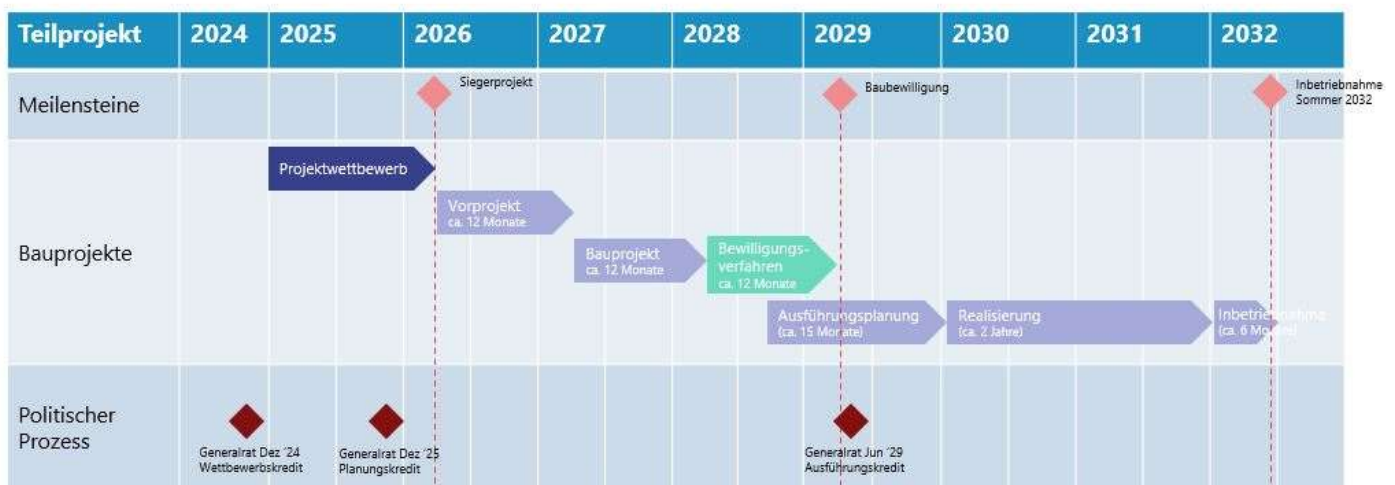 Teilprojekt 2024 2025 2026 2027 2028 2029 2030 2031 2032
Meilensteine
Siegerprojekt
Baubewilligung
Inbetriebnahme
Sommer 2032
Bauprojekte
Projektwettbewerb
Vorprojekt
ca. 12 Monate
Bauprojekt
ca. 12 Monate
Bewilligungs-
verfahren
ca. 12 Monate
Ausführungsplanung
(ca. 15 Monate)
Realisierung
(ca. 2 Jahre)
Inbetriebnahme
(ca. 6 Monate)
Politischer
Prozess
Generalrat Dez ‘24
Wettbewerbskredit
Generalrat Dez ‘25
Planungskredit
Generalrat Jun ‘29
Ausführungskredit